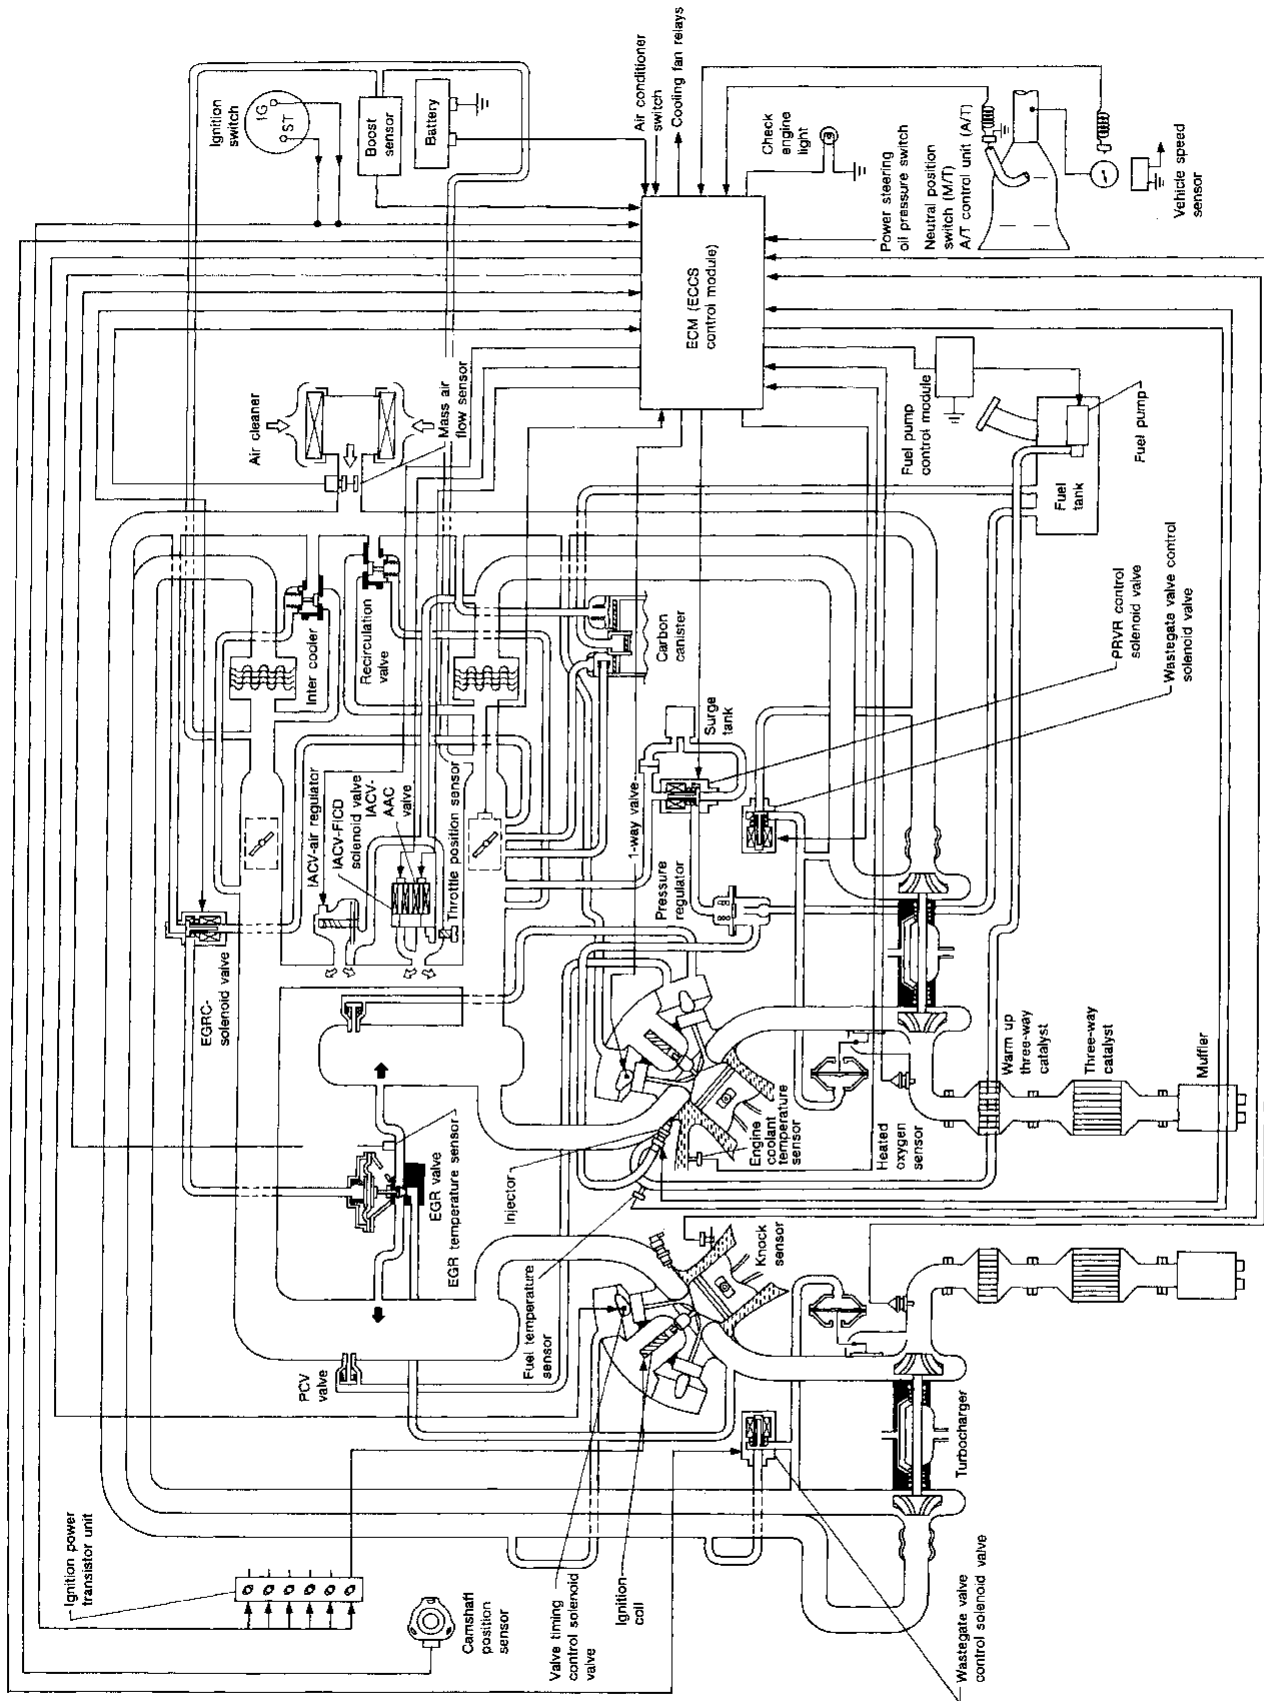 Ignition power
transistor unit
Camshaft
position
sensor
Valve timing
control solenoid
valve
Ignition
coil
Wastegate valve
control solenoid valve
Turbocharger
PCV
valve
Fuel temperature
sensor
Knock
sensor
EGR valve
EGR temperature sensor
Injector
EGRC-
solenoid valve
Engine
coolant
temperature
sensor
Heated
oxygen
sensor
Warm up
three-way
catalyst
Three-way
catalyst
Muffler
IACV-air regulator
IACV-FICD
solenoid valve
IACV-
AAC
valve
Throttle position sensor
1-way valve
Pressure
regulator
Inter cooler
Recirculation
valve
Surge
tank
Carbon
canister
PRVR control
solenoid valve
Wastegate valve control
solenoid valve
Air cleaner
Mass air
flow sensor
Fuel
tank
Fuel pump
Fuel pump
control module
ECM (ECCS
control module)
Ignition
switch
IG
ST
Boost
sensor
Battery
Air conditioner
switch
Cooling fan relays
Check
engine
light
Power steering
oil pressure switch
Neutral position
switch (M/T)
A/T control unit (A/T)
Vehicle speed
sensor